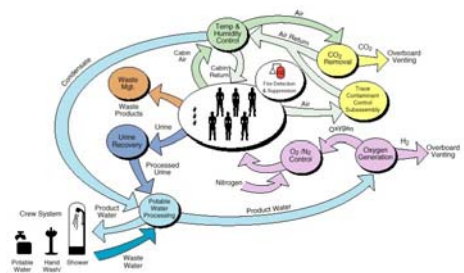 Air
Temp &
Humidity
Control
Air Return
CO2
Removal
CO2
Overboard
Venting
Condensate
Cabin
Air
Cabin
Return
Fire Detection
& Suppression
Trace
Contaminant
Control
Subassembly
Waste
Mgt.
Waste
Products
Air
Urine
Urine
Recovery
Processed
Urine
Oxygen
O2 /N2
Control
Oxygen
Generation
H2
Overboard
Venting
Nitrogen
Product
Water
Potable
Water
Processing
Product Water
Crew System
Waste
Water
Potable
Water
Hand
Wash/
Shower